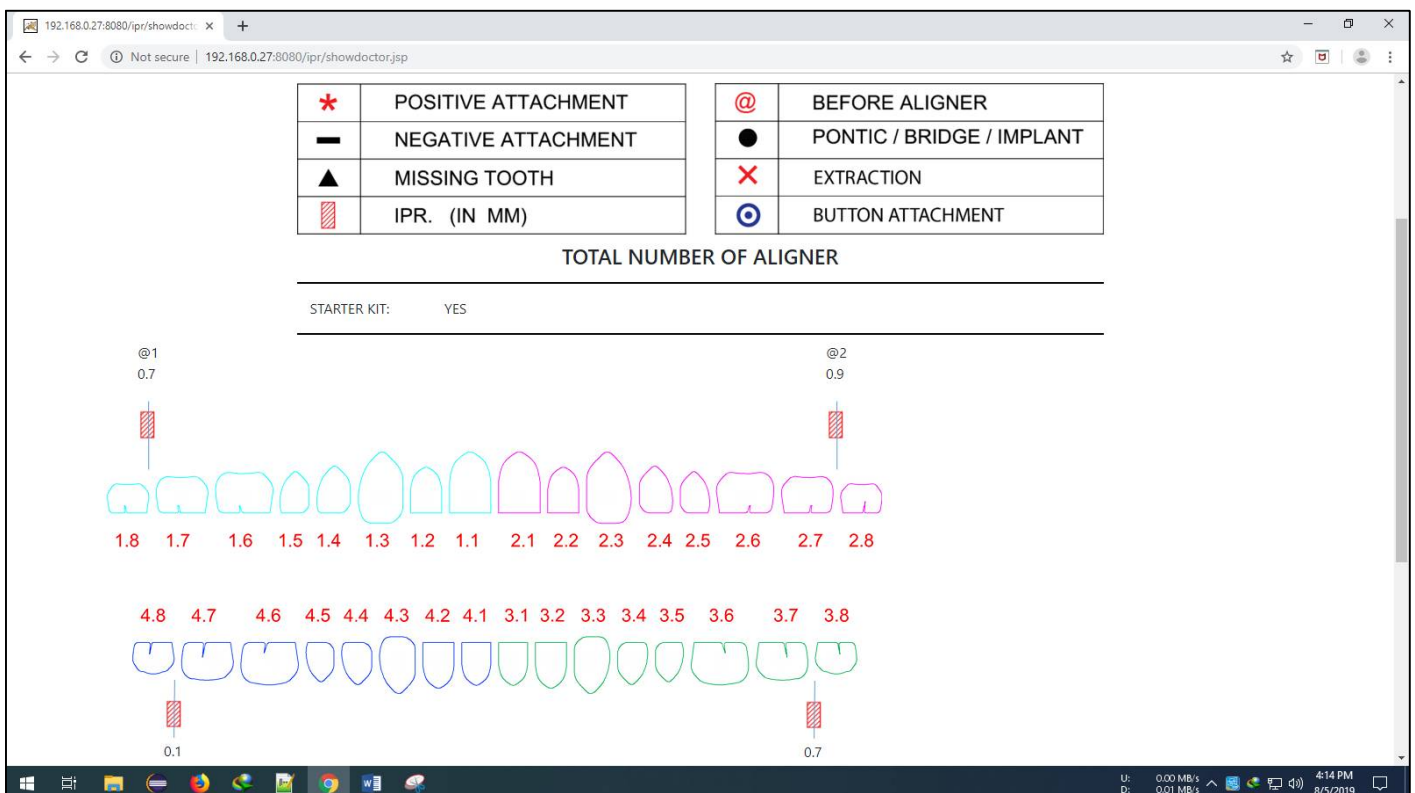 192.168.0.27:8080/ipr/showdocto
Not secure | 192.168.0.27:8080/ipr/showdoctor.jsp
* POSITIVE ATTACHMENT @ BEFORE ALIGNER
NEGATIVE ATTACHMENT PONTIC / BRIDGE / IMPLANT
MISSING TOOTH EXTRACTION
IPR. (IN MM) BUTTON ATTACHMENT
TOTAL NUMBER OF ALIGNER
STARTER KIT: YES
@1 @2
0.7 0.9
1.8 1.7 1.6 1.5 1.4 1.3 1.2 1.1 2.1 2.2 2.3 2.4 2.5 2.6 2.7 2.8
4.8 4.7 4.6 4.5 4.4 4.3 4.2 4.1 3.1 3.2 3.3 3.4 3.5 3.6 3.7 3.8
0.1 0.7
U: 0.00 MB/s 4:14 PM
D: 0.01 MB/s 8/5/2019